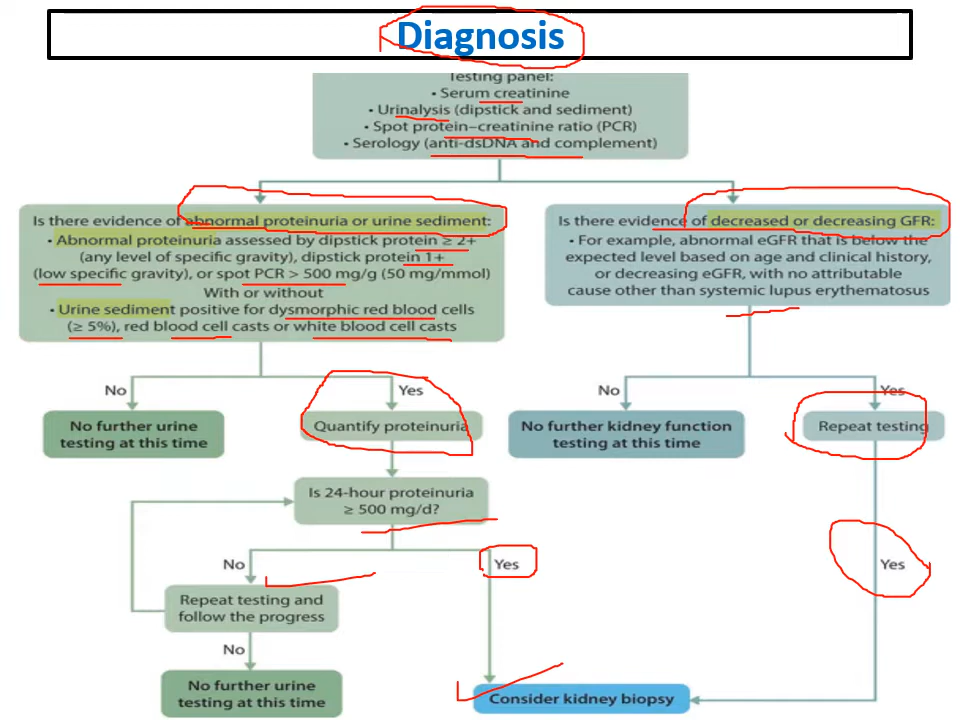 Diagnosis
Testing panel:
• Serum creatinine
• Urinalysis (dipstick and sediment)
• Spot protein–creatinine ratio (PCR)
• Serology (anti-dsDNA and complement)
Is there evidence of abnormal proteinuria or urine sediment:
• Abnormal proteinuria assessed by dipstick protein ≥ 2+
(any level of specific gravity), dipstick protein 1+
(low specific gravity), or spot PCR > 500 mg/g (50 mg/mmol)
With or without
• Urine sediment positive for dysmorphic red blood cells
(≥ 5%), red blood cell casts or white blood cell casts
Is there evidence of decreased or decreasing GFR:
• For example, abnormal eGFR that is below the
expected level based on age and clinical history,
or decreasing eGFR, with no attributable
cause other than systemic lupus erythematosus
No
Yes
No
Yes
No further urine
testing at this time
Quantify proteinuria
No further kidney function
testing at this time
Repeat testing
Is 24-hour proteinuria
≥ 500 mg/d?
No
Yes
Yes
Repeat testing and
follow the progress
No
No further urine
testing at this time
Consider kidney biopsy